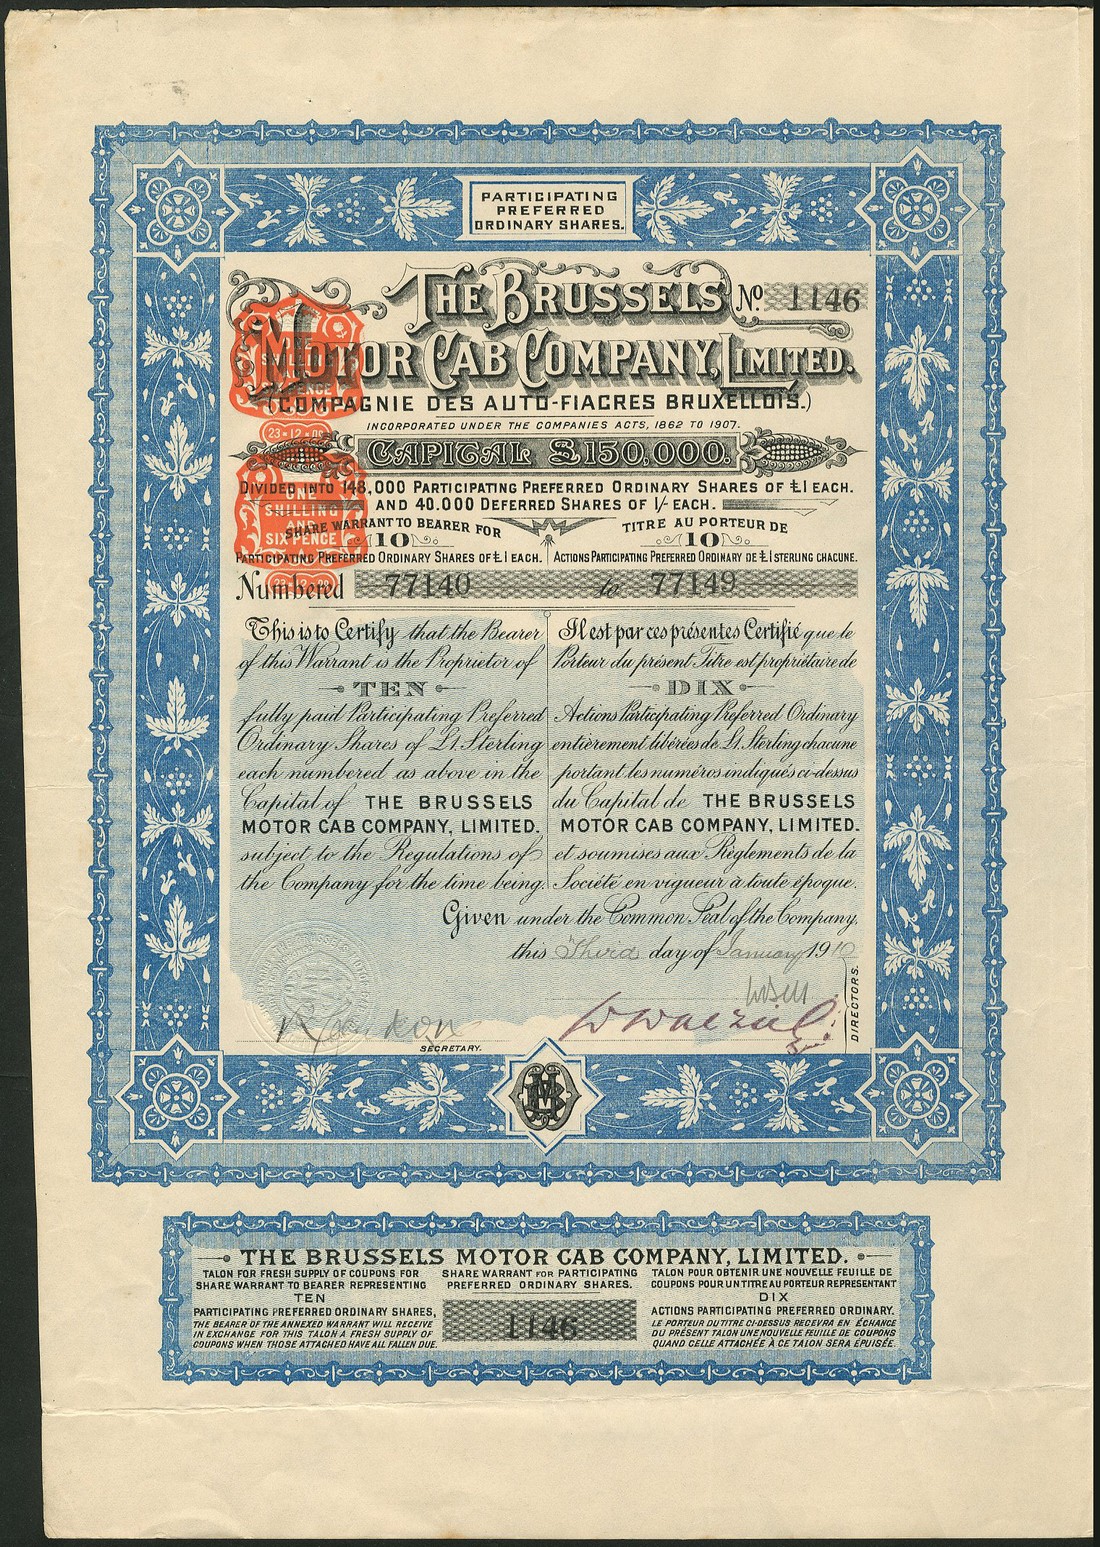 PARTICIPATING
PREFERRED
ORDINARY SHARES.
THE BRUSSELS No. 1146
MOTOR CAB COMPANY, LIMITED.
(COMPAGNIE DES AUTO-FIACRES BRUXELLOIS.)
INCORPORATED UNDER THE COMPANIES ACTS, 1862 TO 1907.
CAPITAL £150,000.
DIVIDED INTO 148,000 PARTICIPATING PREFERRED ORDINARY SHARES OF £1 EACH.
AND 40.000 DEFERRED SHARES OF 1/- EACH.
ONE
SHILLING
AND
SIXPENCE
SHARE WARRANT TO BEARER FOR
10
PARTICIPATING PREFERRED ORDINARY SHARES OF £1 EACH.
TITRE AU PORTEUR DE
10
ACTIONS PARTICIPATING PREFERRED ORDINARY DE £1 STERLING CHACUNE.
Numbered 77140 to 77149
This is to Certify that the Bearer
of this Warrant is the Proprietor of
TEN
fully paid Participating Preferred
Ordinary Shares of £1. Sterling
each numbered as above in the
Capital of THE BRUSSELS
MOTOR CAB COMPANY, LIMITED.
subject to the Regulations of
the Company for the time being.
Il est par ces présentes Certifié que le
Porteur du présent Titre est propriétaire de
DIX
Actions Participating Preferred Ordinary
entièrement libérées de £1. Sterling chacune
portant les numéros indiqués ci-dessus
du Capital de THE BRUSSELS
MOTOR CAB COMPANY, LIMITED.
et soumises aux Règlements de la
Société en vigueur à toute époque.
Given under the Common Seal of the Company,
this Third day of January 1910
DIRECTORS.
SECRETARY.
THE BRUSSELS MOTOR CAB COMPANY, LIMITED.
TALON FOR FRESH SUPPLY OF COUPONS FOR
SHARE WARRANT TO BEARER REPRESENTING
TEN
PARTICIPATING PREFERRED ORDINARY SHARES,
THE BEARER OF THE ANNEXED WARRANT WILL RECEIVE
IN EXCHANGE FOR THIS TALON A FRESH SUPPLY OF
COUPONS WHEN THOSE ATTACHED HAVE ALL FALLEN DUE.
SHARE WARRANT FOR PARTICIPATING
PREFERRED ORDINARY SHARES.
1146
TALON POUR OBTENIR UNE NOUVELLE FEUILLE DE
COUPONS POUR UN TITRE AU PORTEUR REPRESENTANT
DIX
ACTIONS PARTICIPATING PREFERRED ORDINARY.
LE PORTEUR DU TITRE CI-DESSUS RECEVRA EN ÉCHANGE
DU PRÉSENT TALON UNE NOUVELLE FEUILLE DE COUPONS
QUAND CELLE ATTACHÉE À CE TALON SERA ÉPUISÉE.